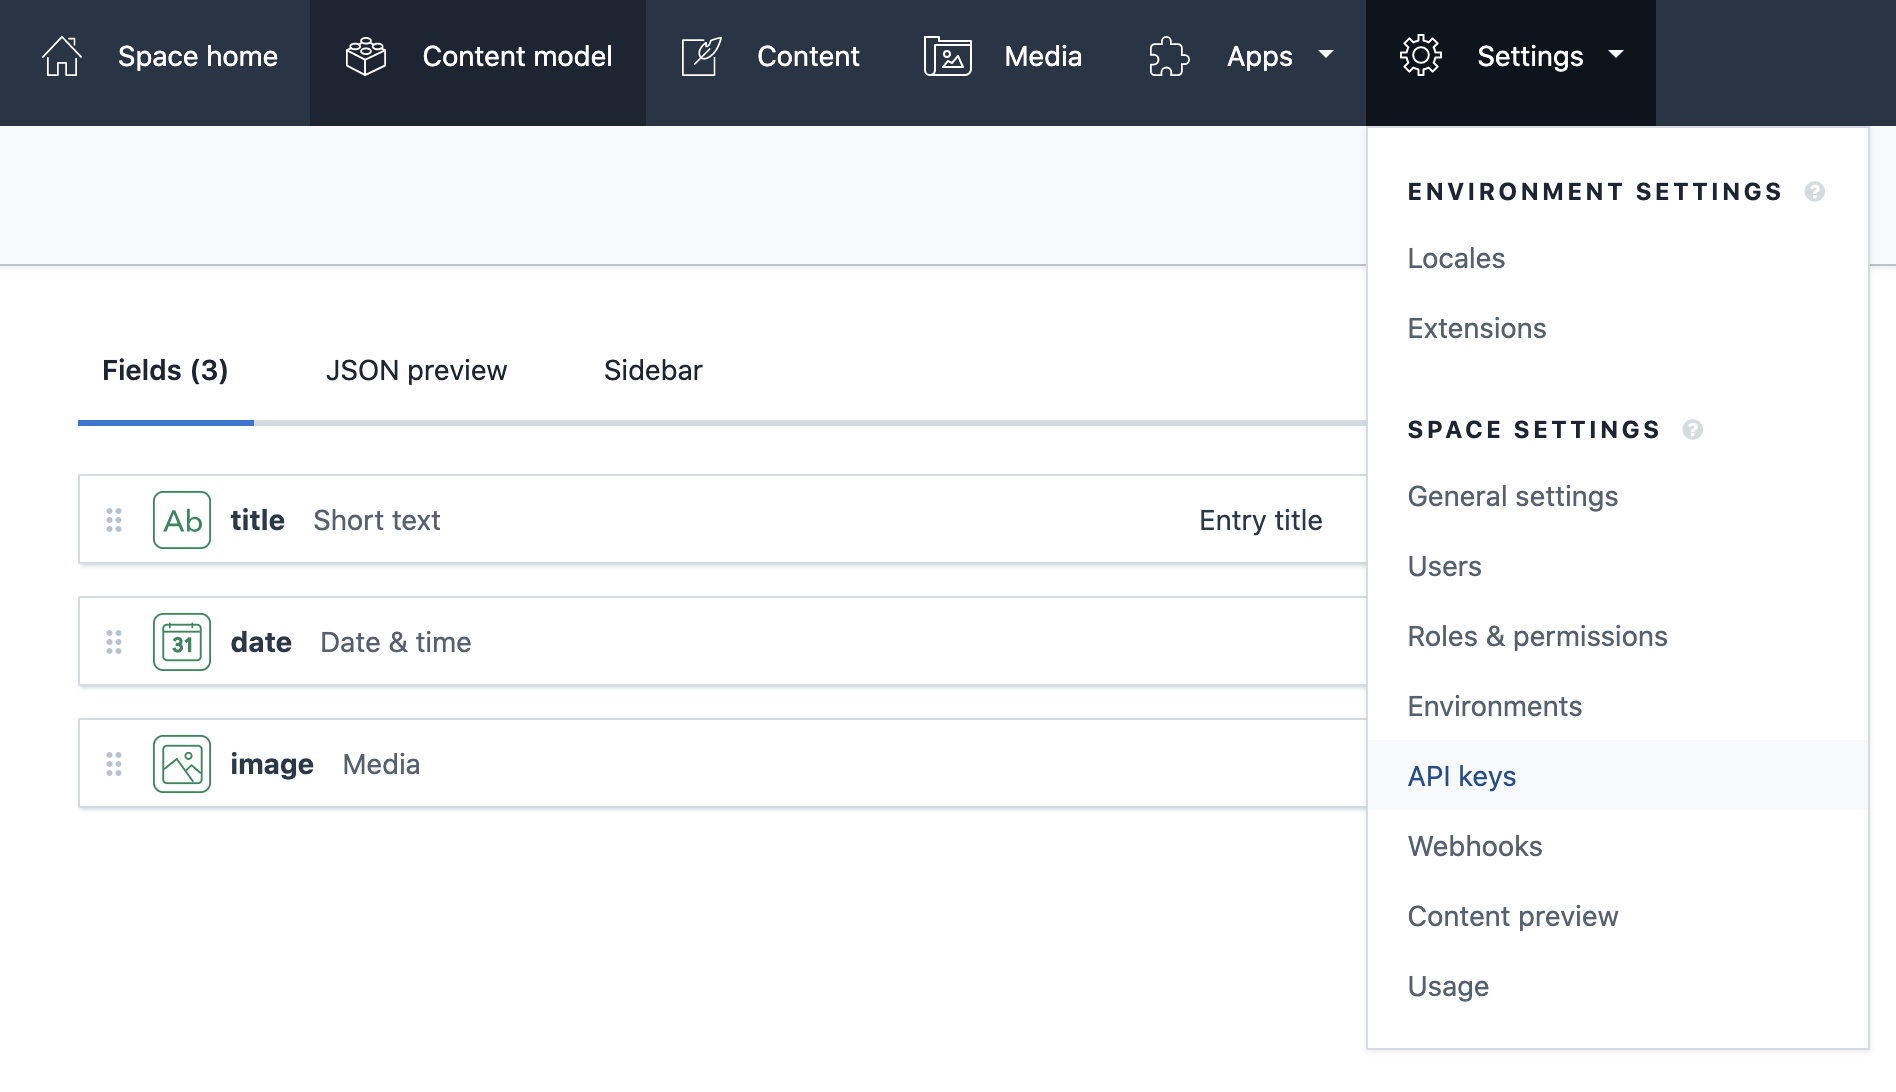 Space home
Content model
Content
Media
Apps
Settings
ENVIRONMENT SETTINGS ?
Locales
Extensions
SPACE SETTINGS ?
General settings
Users
Roles & permissions
Environments
API keys
Webhooks
Content preview
Usage
Fields (3)
JSON preview
Sidebar
Ab title Short text Entry title
31 date Date & time
image Media